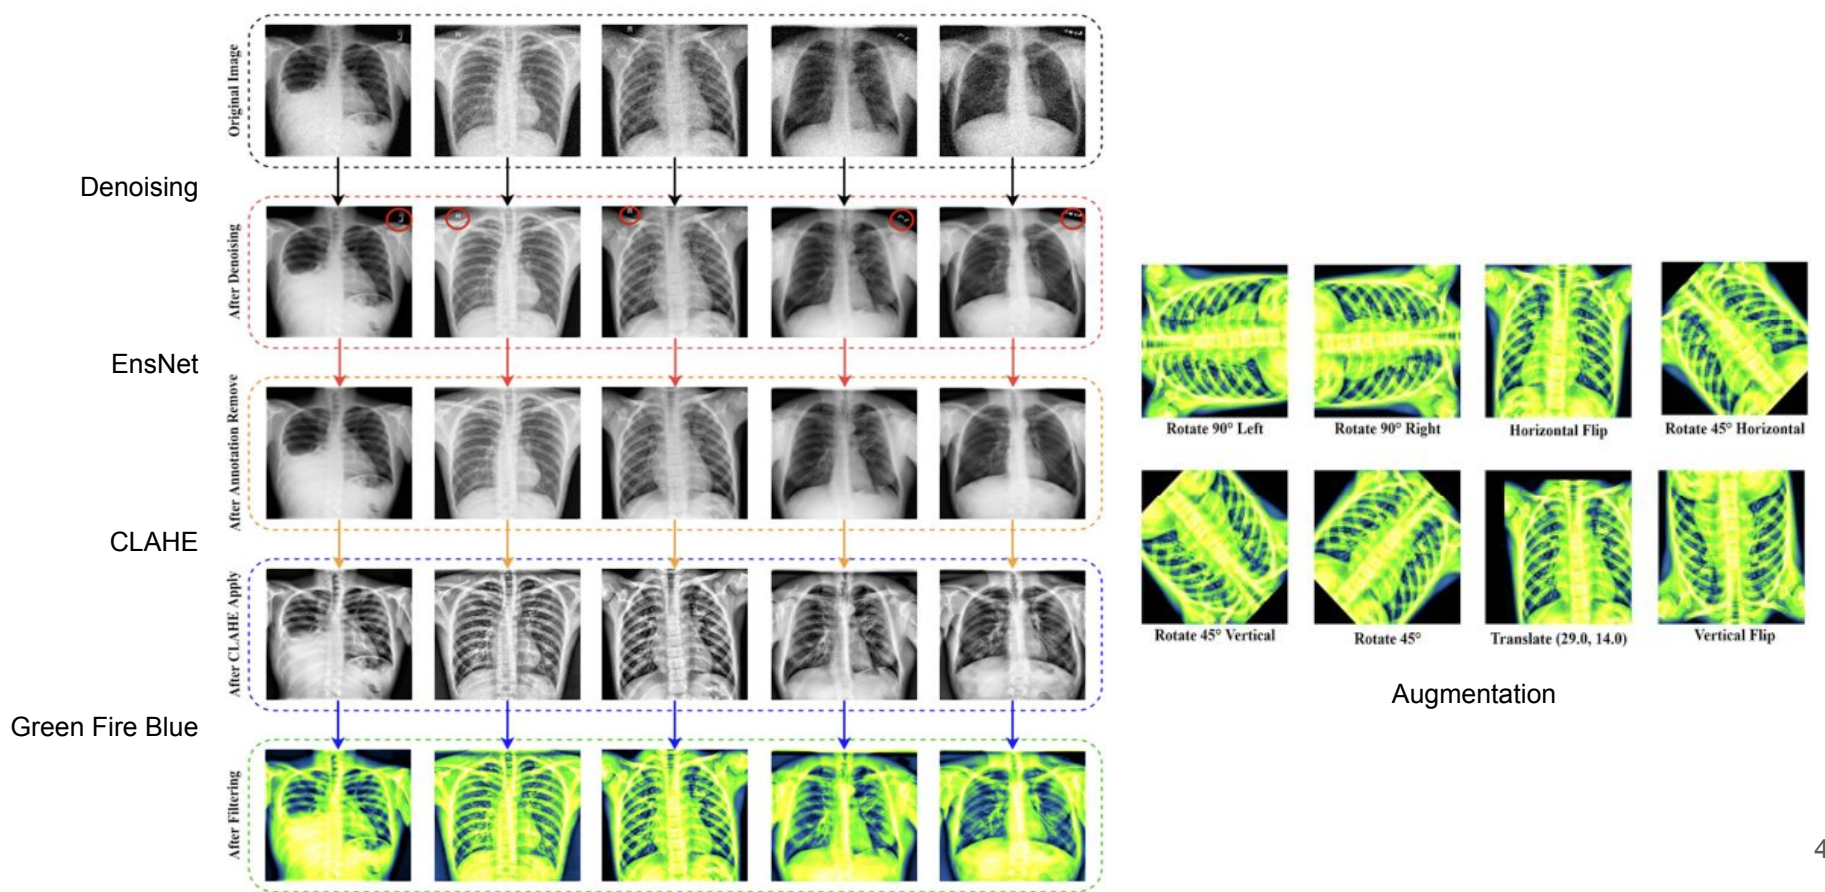 Original Image
Denoising
After Denoising
EnsNet
After Annotation Remove
CLAHE
After CLAHE Apply
Green Fire Blue
After Filtering
Rotate 90° Left
Rotate 90° Right
Horizontal Flip
Rotate 45° Horizontal
Rotate 45° Vertical
Rotate 45°
Translate (29.0, 14.0)
Vertical Flip
Augmentation
4